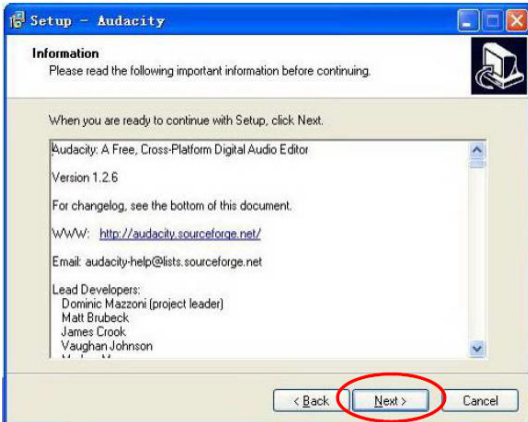 Setup - Audacity
Information
Please read the following important information before continuing.
When you are ready to continue with Setup, click Next.
Audacity: A Free, Cross-Platform Digital Audio Editor
Version 1.2.6
For changelog, see the bottom of this document.
WWW: http://audacity.sourceforge.net/
Email: audacity-help@lists.sourceforge.net
Lead Developers:
Dominic Mazzoni (project leader)
Matt Brubeck
James Crook
Vaughan Johnson
< Back
Next >
Cancel